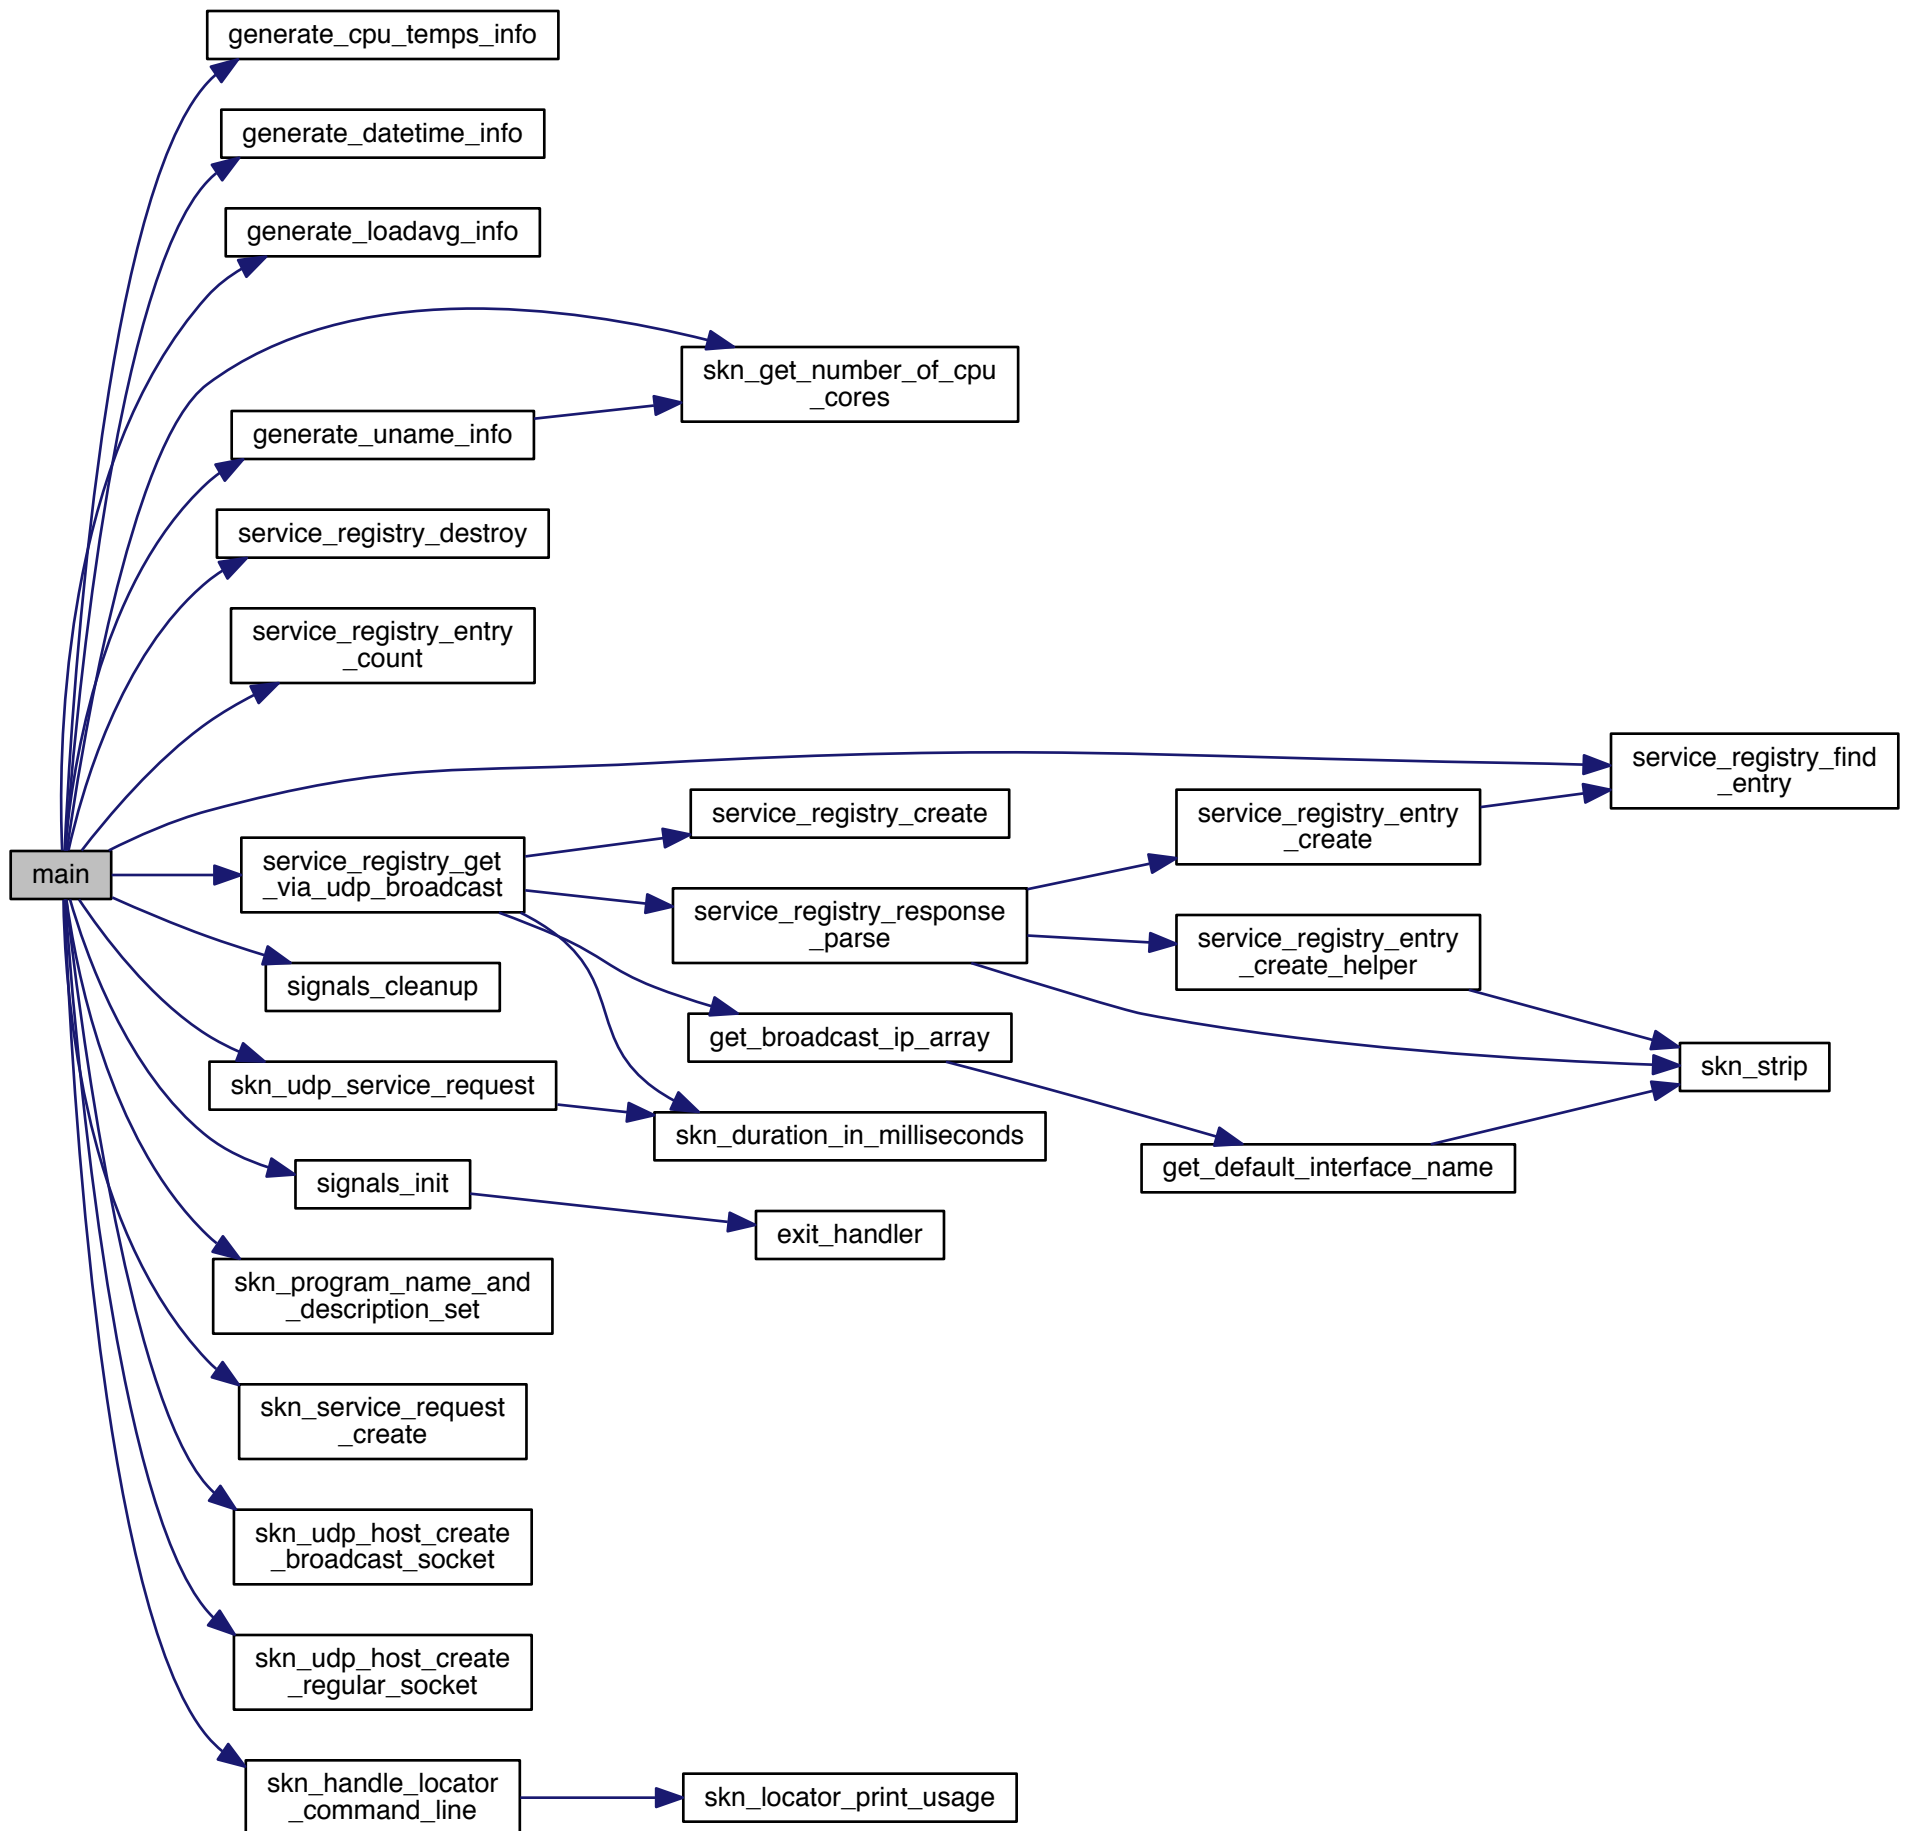 generate_cpu_temps_info
generate_datetime_info
generate_loadavg_info
skn_get_number_of_cpu
_cores
generate_uname_info
service_registry_destroy
service_registry_entry
_count
service_registry_find
_entry
service_registry_create
service_registry_entry
_create
main
service_registry_get
_via_udp_broadcast
service_registry_response
_parse
service_registry_entry
_create_helper
signals_cleanup
get_broadcast_ip_array
skn_strip
skn_udp_service_request
skn_duration_in_milliseconds
get_default_interface_name
signals_init
exit_handler
skn_program_name_and
_description_set
skn_service_request
_create
skn_udp_host_create
_broadcast_socket
skn_udp_host_create
_regular_socket
skn_handle_locator
_command_line
skn_locator_print_usage